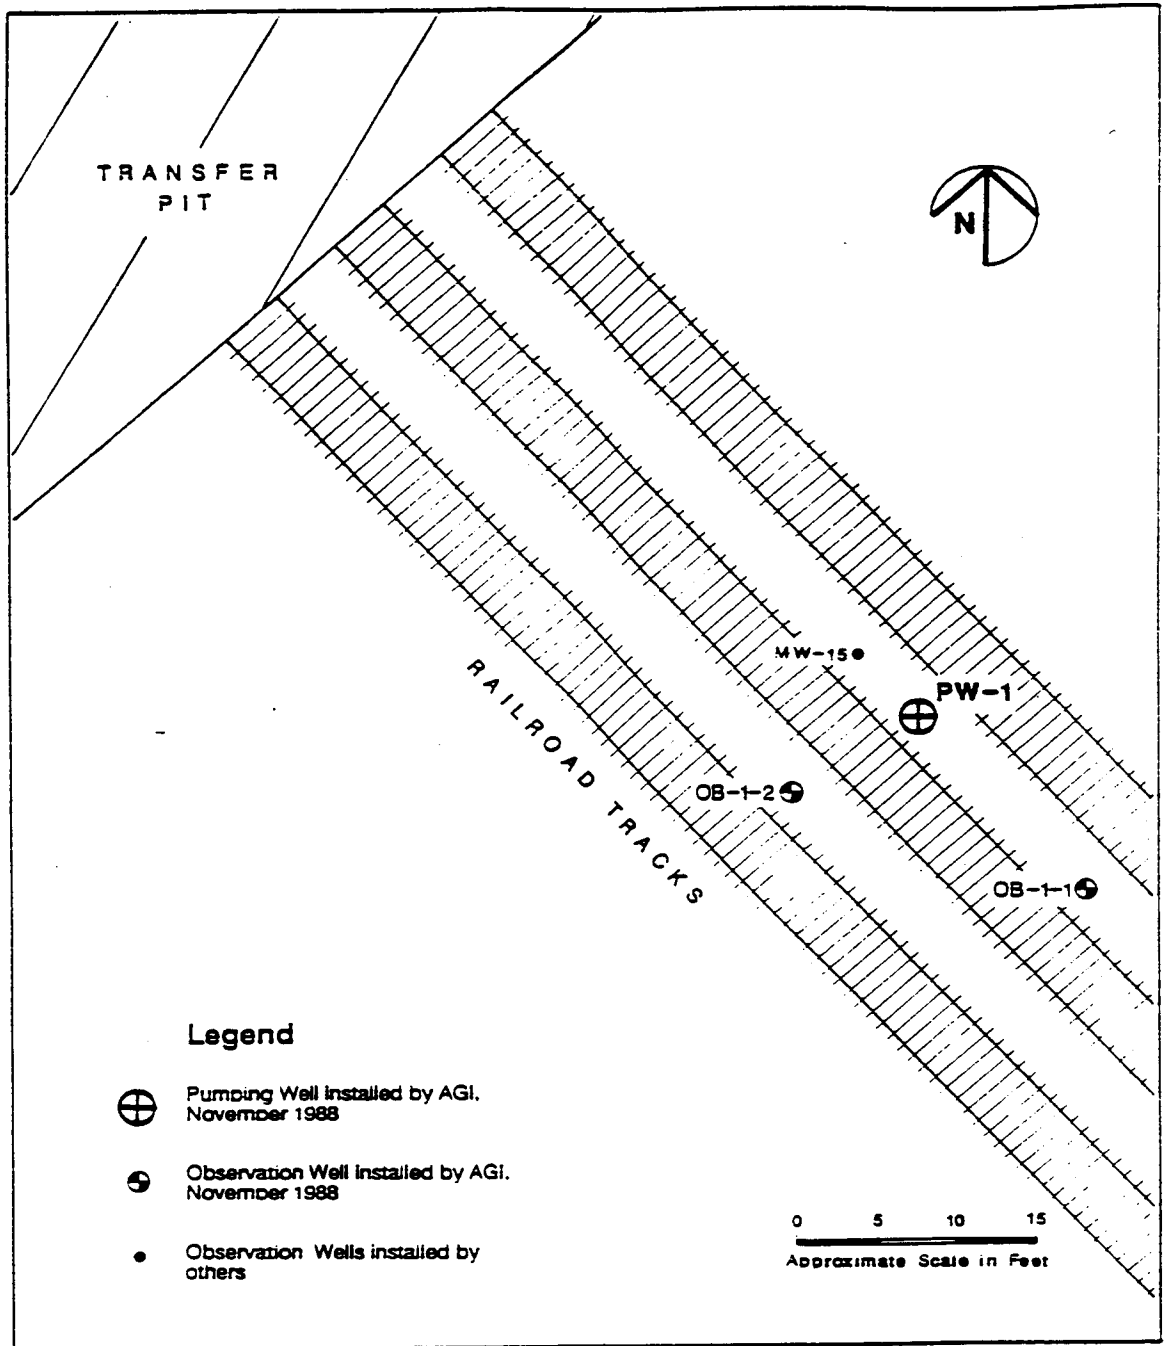 TRANSFER
PIT
N
MW-15
PW-1
OB-1-2
OB-1-1
RAILROAD TRACKS
Legend
Pumping Well installed by AGI.
November 1988
Observation Well installed by AGI.
November 1988
Observation Wells installed by
others
0 5 10 15
Approximate Scale in Feet